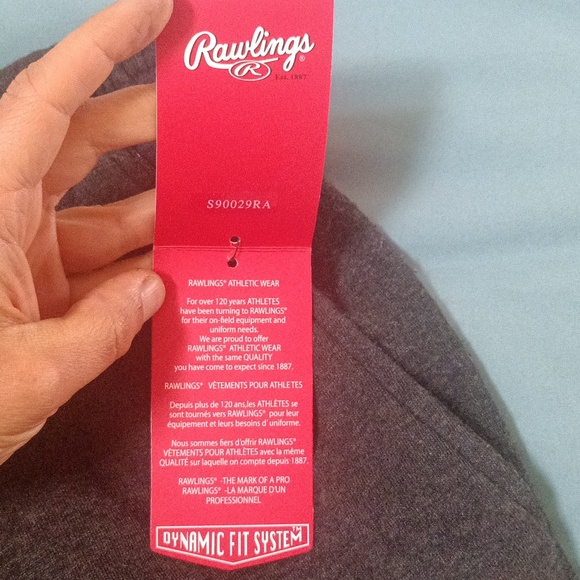 Rawlings®
R
EST. 1887
S90029RA
RAWLINGS® ATHLETIC WEAR
For over 120 years ATHLETES
have been turning to RAWLINGS®
for their on-field equipment and
uniform needs.
We are proud to offer
RAWLINGS® ATHLETIC WEAR
with the same QUALITY
you have come to expect since 1887.
RAWLINGS® VÊTEMENTS POUR ATHLETES
Depuis plus de 120 ans,les ATHLÈTES se
sont tournés vers RAWLINGS® pour leur
équipement et leurs besoins d' uniforme.
Nous sommes fiers d'offrir RAWLINGS®
VÊTEMENTS POUR ATHLÈTES avec la même
QUALITÉ sur laquelle on compte depuis 1887.
RAWLINGS® -THE MARK OF A PRO
RAWLINGS® -LA MARQUE D'UN
PROFESSIONNEL
DYNAMIC FIT SYSTEM™